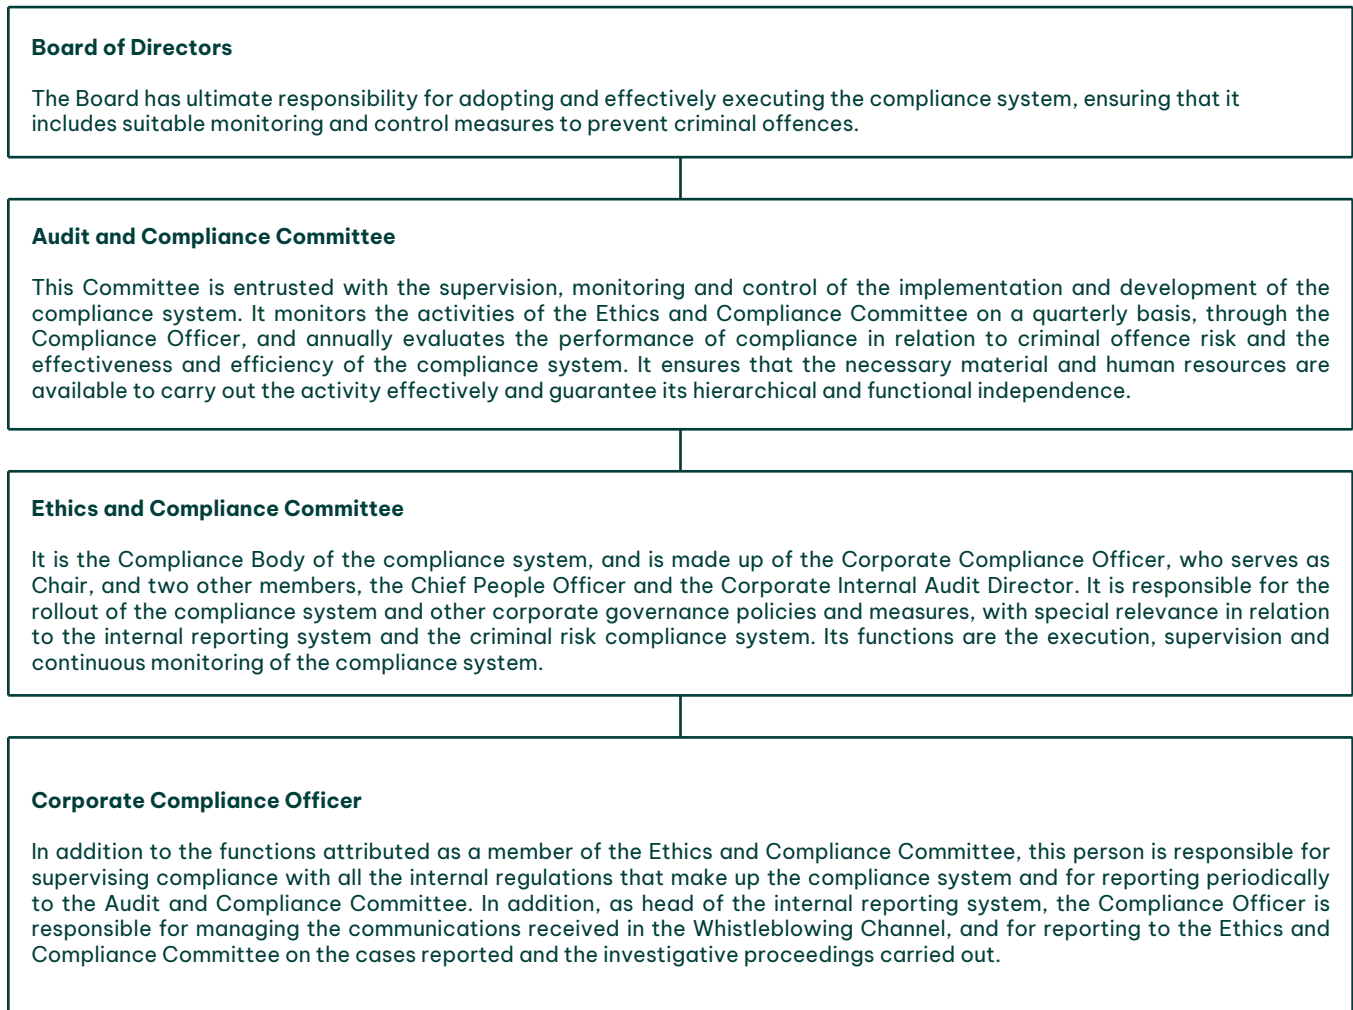 Board of Directors
The Board has ultimate responsibility for adopting and effectively executing the compliance system, ensuring that it
includes suitable monitoring and control measures to prevent criminal offences.
Audit and Compliance Committee
This Committee is entrusted with the supervision, monitoring and control of the implementation and development of the
compliance system. It monitors the activities of the Ethics and Compliance Committee on a quarterly basis, through the
Compliance Officer, and annually evaluates the performance of compliance in relation to criminal offence risk and the
effectiveness and efficiency of the compliance system. It ensures that the necessary material and human resources are
available to carry out the activity effectively and guarantee its hierarchical and functional independence.
Ethics and Compliance Committee
It is the Compliance Body of the compliance system, and is made up of the Corporate Compliance Officer, who serves as
Chair, and two other members, the Chief People Officer and the Corporate Internal Audit Director. It is responsible for the
rollout of the compliance system and other corporate governance policies and measures, with special relevance in relation
to the internal reporting system and the criminal risk compliance system. Its functions are the execution, supervision and
continuous monitoring of the compliance system.
Corporate Compliance Officer
In addition to the functions attributed as a member of the Ethics and Compliance Committee, this person is responsible for
supervising compliance with all the internal regulations that make up the compliance system and for reporting periodically
to the Audit and Compliance Committee. In addition, as head of the internal reporting system, the Compliance Officer is
responsible for managing the communications received in the Whistleblowing Channel, and for reporting to the Ethics and
Compliance Committee on the cases reported and the investigative proceedings carried out.